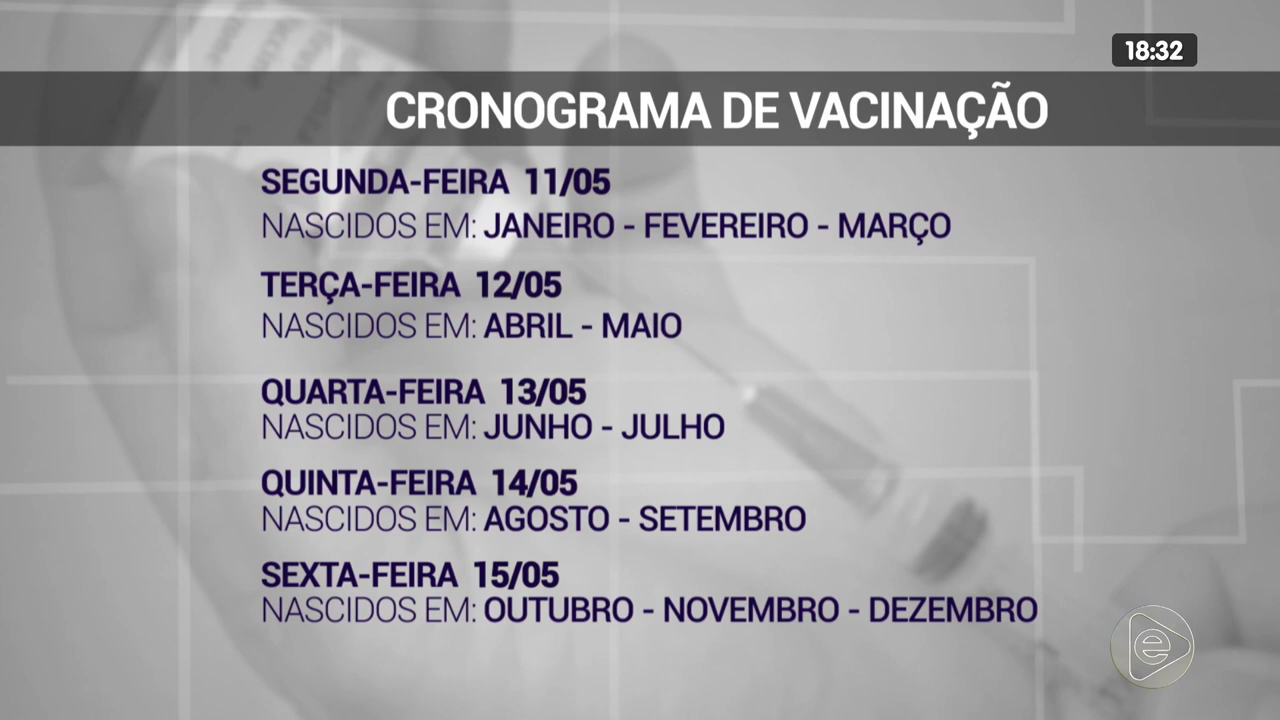 18:32
CRONOGRAMA DE VACINAÇÃO
SEGUNDA-FEIRA 11/05
NASCIDOS EM: JANEIRO - FEVEREIRO - MARÇO
TERÇA-FEIRA 12/05
NASCIDOS EM: ABRIL - MAIO
QUARTA-FEIRA 13/05
NASCIDOS EM: JUNHO - JULHO
QUINTA-FEIRA 14/05
NASCIDOS EM: AGOSTO - SETEMBRO
SEXTA-FEIRA 15/05
NASCIDOS EM: OUTUBRO - NOVEMBRO - DEZEMBRO
e